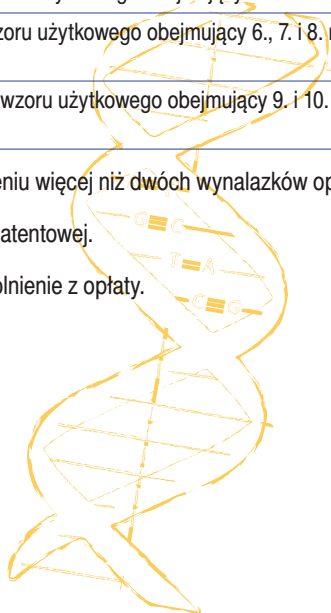 zoru użytkowego obejmujący 6., 7. i 8.
wzoru użytkowego obejmujący 9. i 10.
eniu więcej niż dwóch wynalazków op
atentowej.
olnienie z opłaty.
G≡C
T=A
C≡G